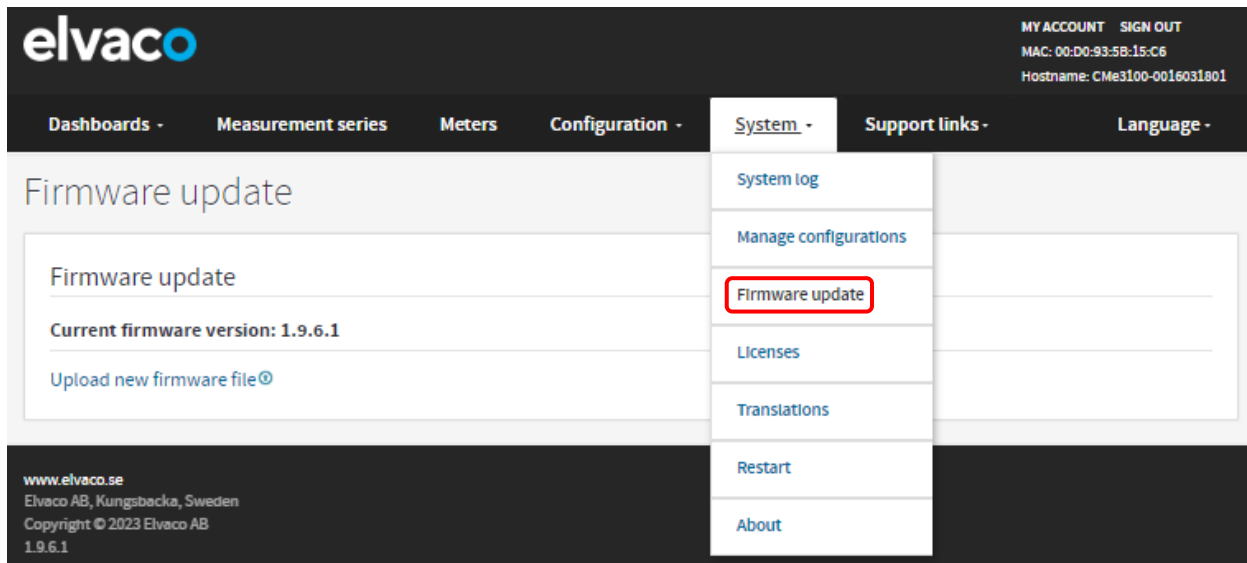 elvaco
MY ACCOUNT SIGN OUT
MAC: 00:D0:93:5B:15:C6
Hostname: CMe3100-0016031801
Dashboards Measurement series Meters Configuration System Support links Language
Firmware update
System log
Manage configurations
Firmware update
Licenses
Translations
Restart
About
Firmware update
Current firmware version: 1.9.6.1
Upload new firmware file
www.elvaco.se
Elvaco AB, Kungsbacka, Sweden
Copyright © 2023 Elvaco AB
1.9.6.1